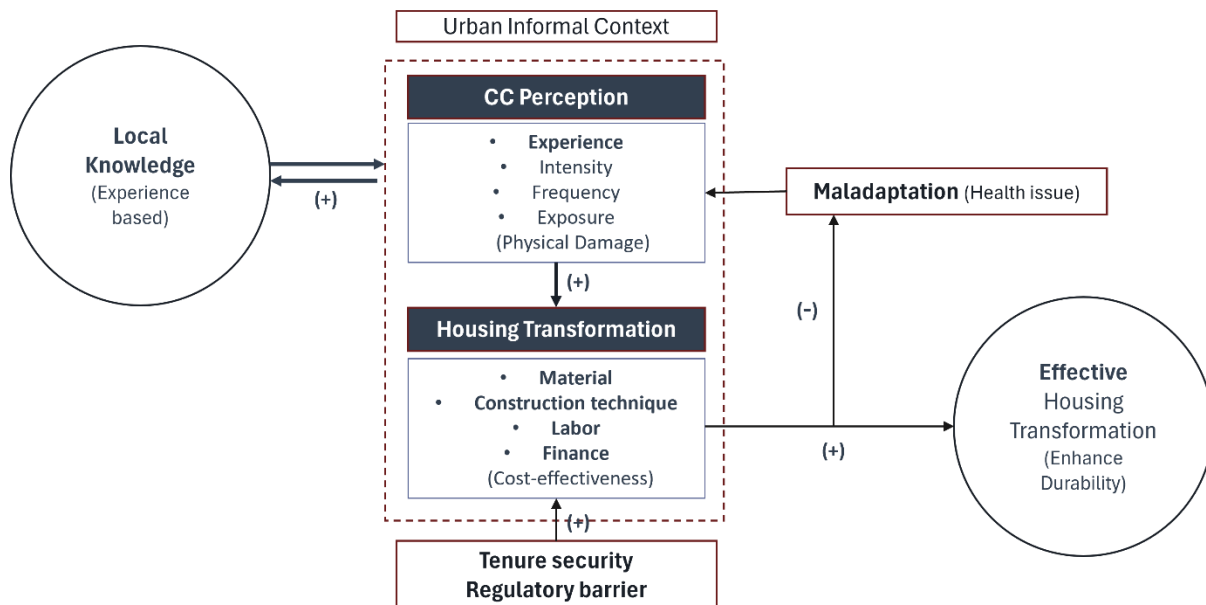 Urban Informal Context
Local
Knowledge
(Experience
based)
(+)
CC Perception
• Experience
• Intensity
• Frequency
• Exposure
(Physical Damage)
(+)
Housing Transformation
• Material
• Construction technique
• Labor
• Finance
(Cost-effectiveness)
(+)
Tenure security
Regulatory barrier
Maladaptation (Health issue)
(-)
(+)
Effective
Housing
Transformation
(Enhance
Durability)